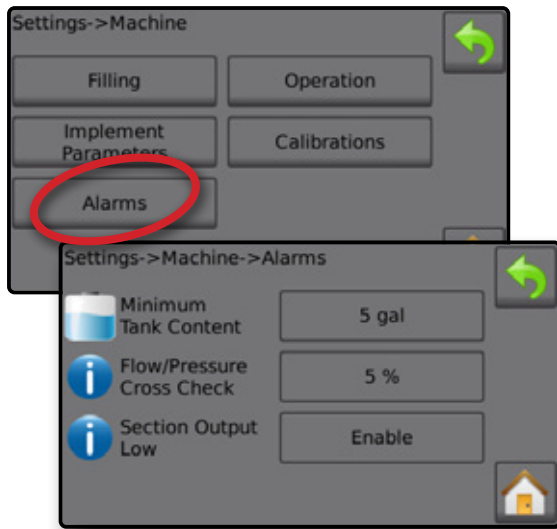 Settings->Machine
Filling
Operation
Implement
Parameters
Calibrations
Alarms
Settings->Machine->Alarms
Minimum
Tank Content
5 gal
Flow/Pressure
Cross Check
5 %
Section Output
Low
Enable